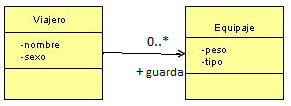 Viajero
-nombre
-sexo
0..*
+guarda
Equipaje
-peso
-tipo